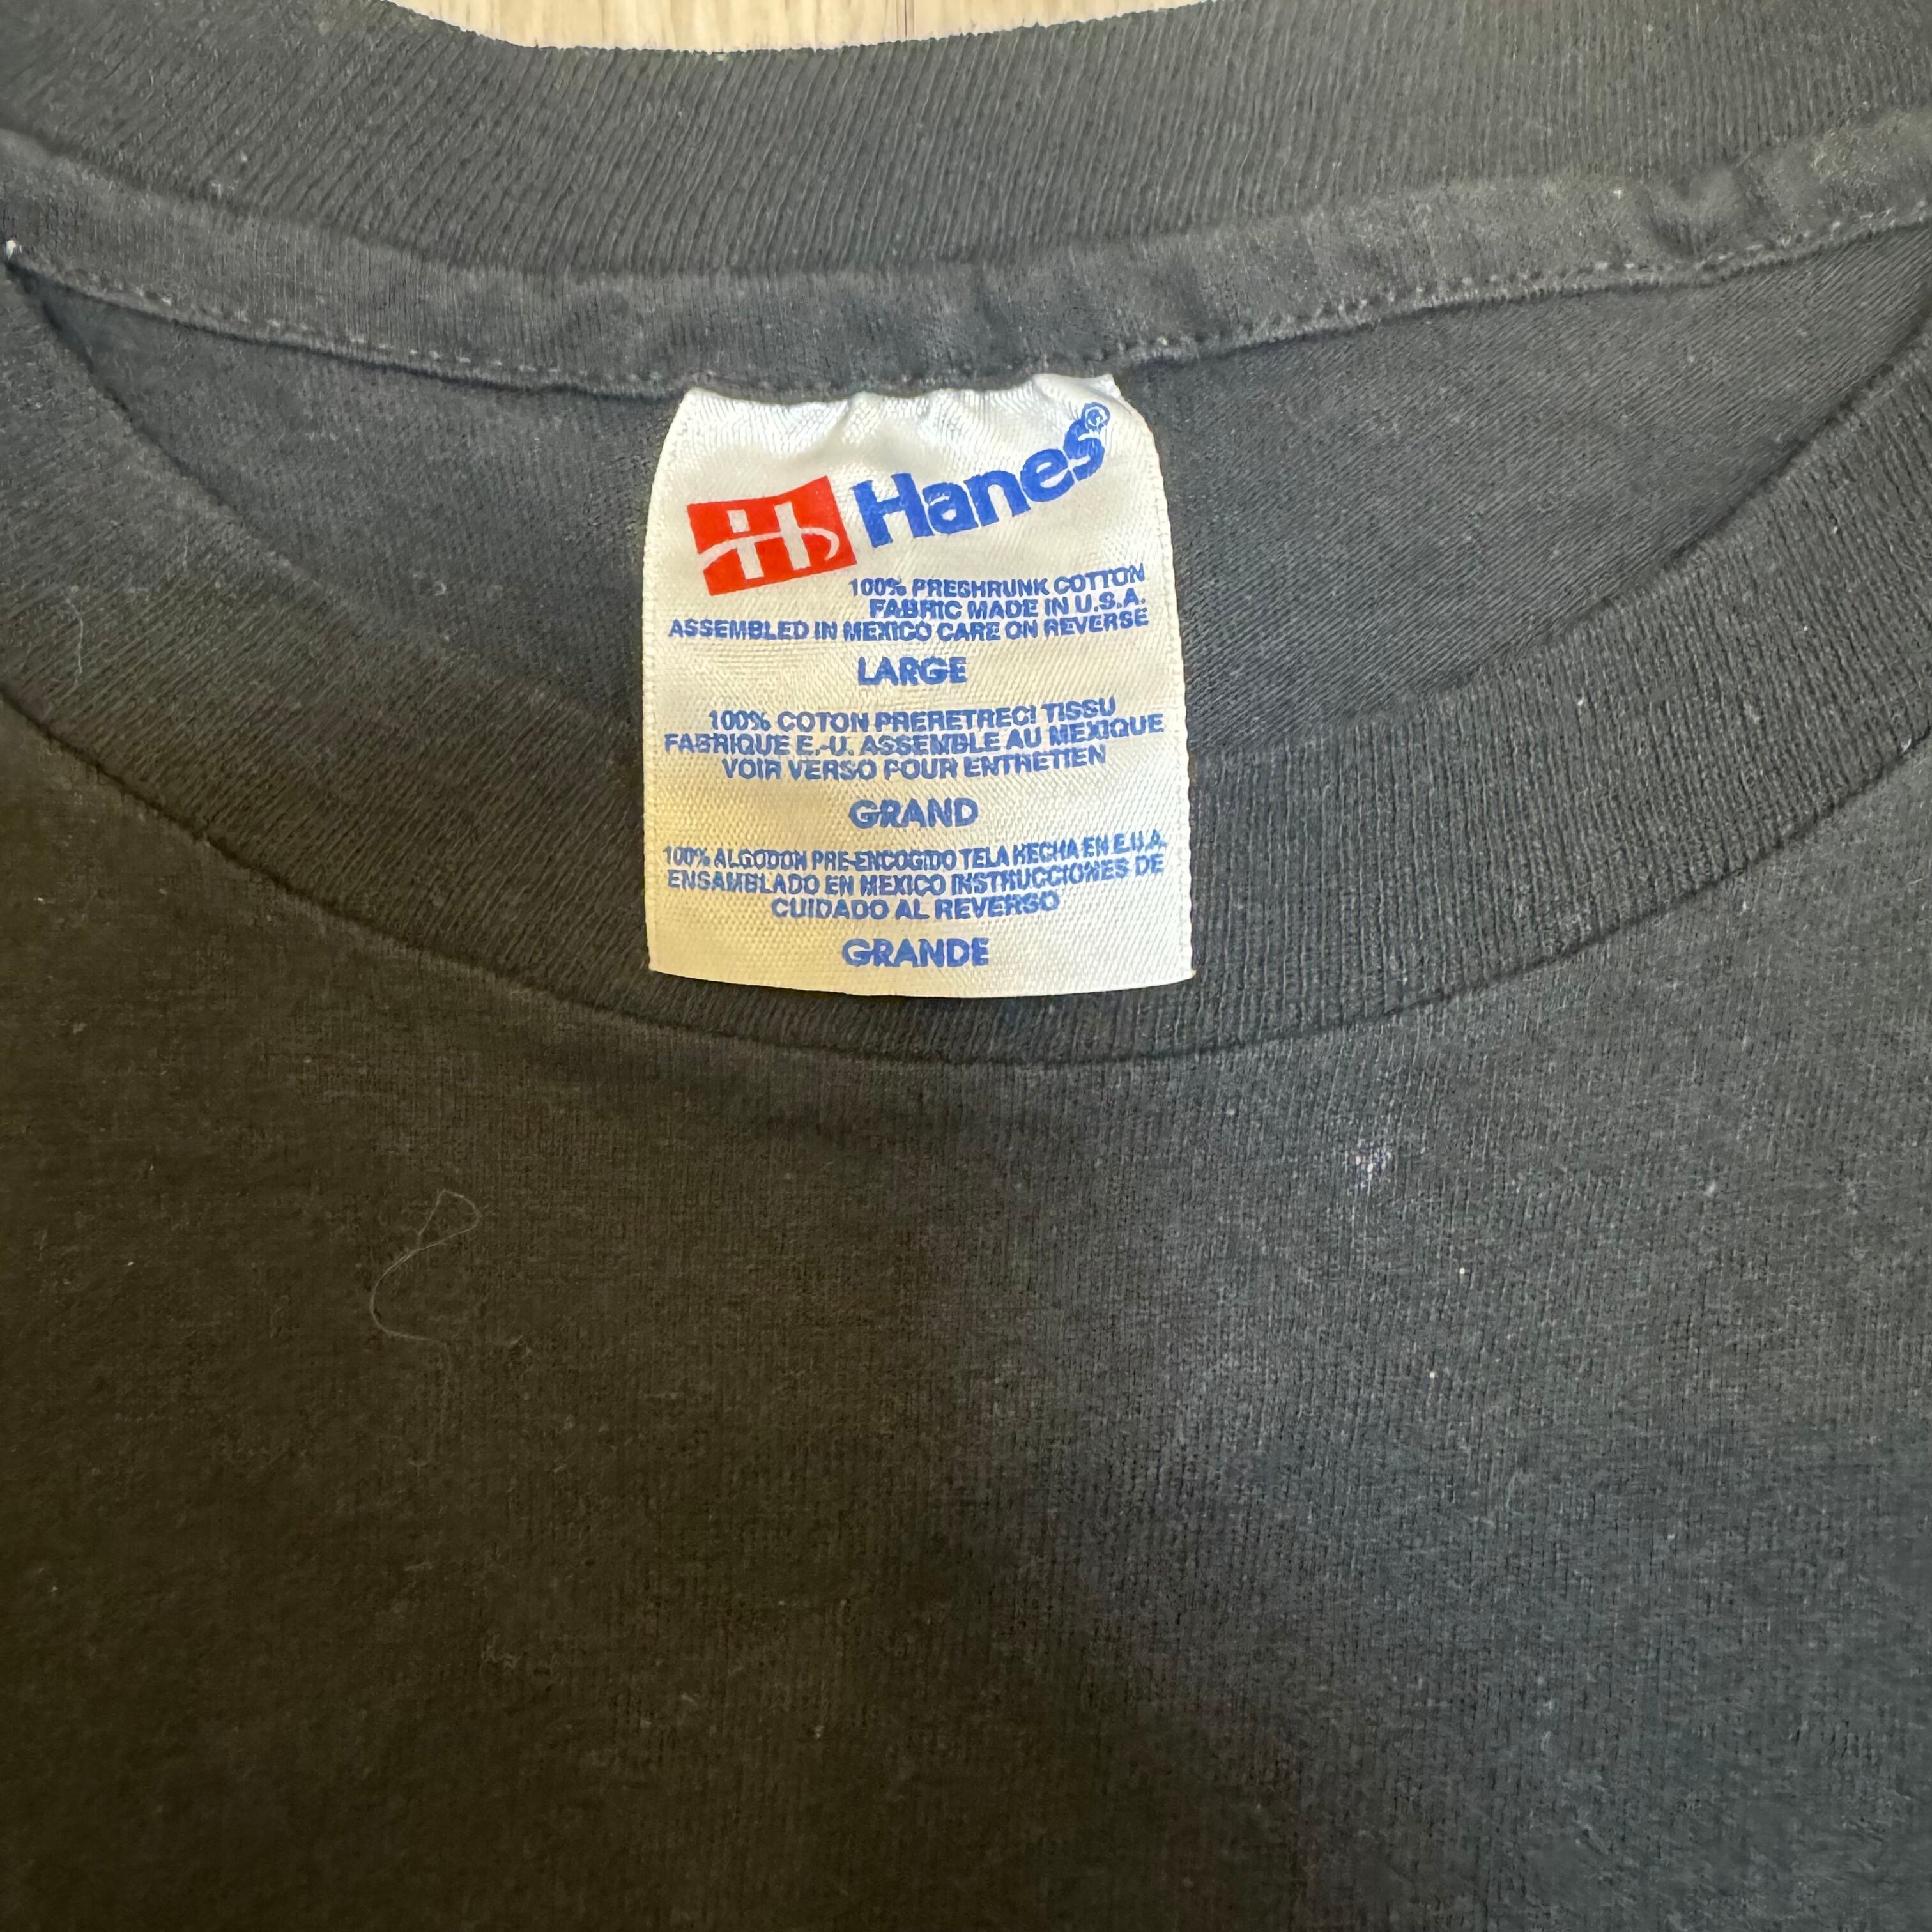 H Hanes®
100% PRESHRUNK COTTON
FABRIC MADE IN U.S.A.
ASSEMBLED IN MEXICO CARE ON REVERSE
LARGE
100% COTON PRERETRECI TISSU
FABRIQUE E.-U. ASSEMBLE AU MEXIQUE
VOIR VERSO POUR ENTRETIEN
GRAND
100% ALGODON PRE-ENCOGIDO TELA HECHA EN E.U.A.
ENSAMBLADO EN MEXICO INSTRUCCIONES DE
CUIDADO AL REVERSO
GRANDE